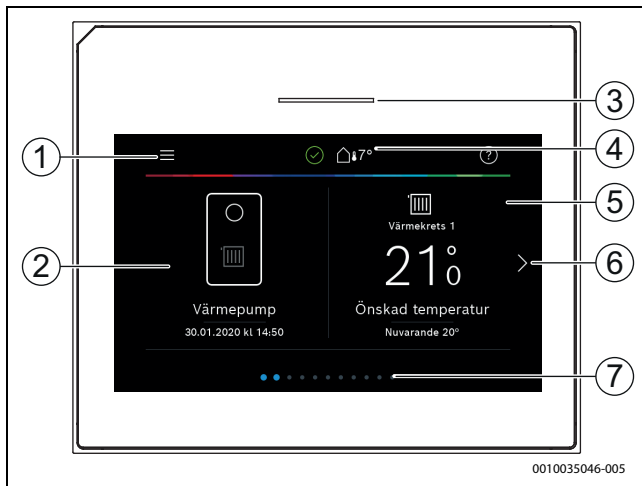 3
7°
?
4
1
5
Värmekrets 1
21°0
2
6
Värmepump
Önskad temperatur
30.01.2020 kl 14:50
Nuvarande 20°
7
0010035046-005